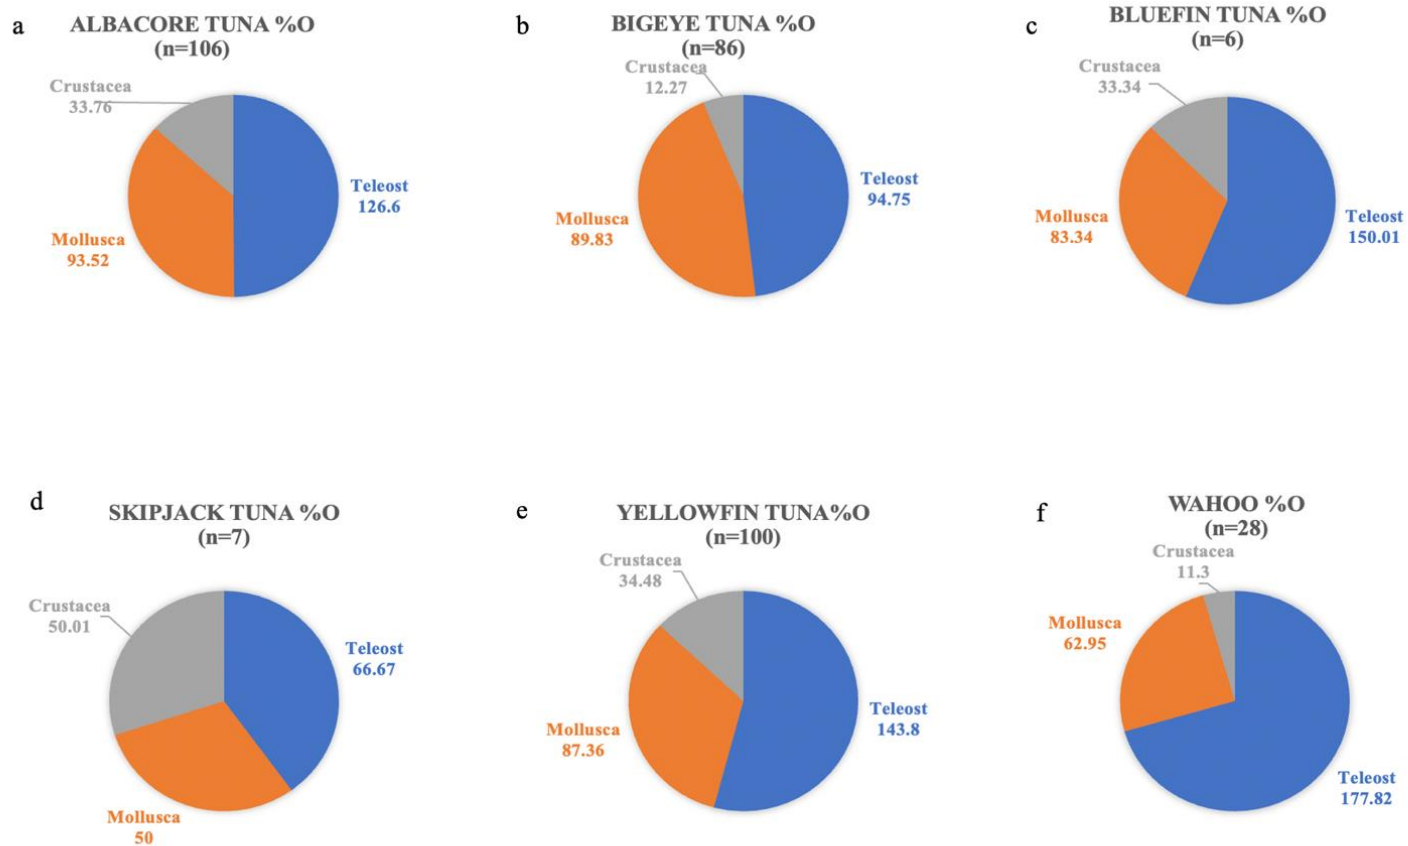 a
ALBACORE TUNA %O
(n=106)
Crustacea
33.76
Teleost
126.6
Mollusca
93.52
b
BIGEYE TUNA %O
(n=86)
Crustacea
12.27
Teleost
94.75
Mollusca
89.83
c
BLUEFIN TUNA %O
(n=6)
Crustacea
33.34
Teleost
150.01
Mollusca
83.34
d
SKIPJACK TUNA %O
(n=7)
Crustacea
50.01
Teleost
66.67
Mollusca
50
e
YELLOWFIN TUNA%O
(n=100)
Crustacea
34.48
Teleost
143.8
Mollusca
87.36
f
WAHOO %O
(n=28)
Crustacea
11.3
Mollusca
62.95
Teleost
177.82